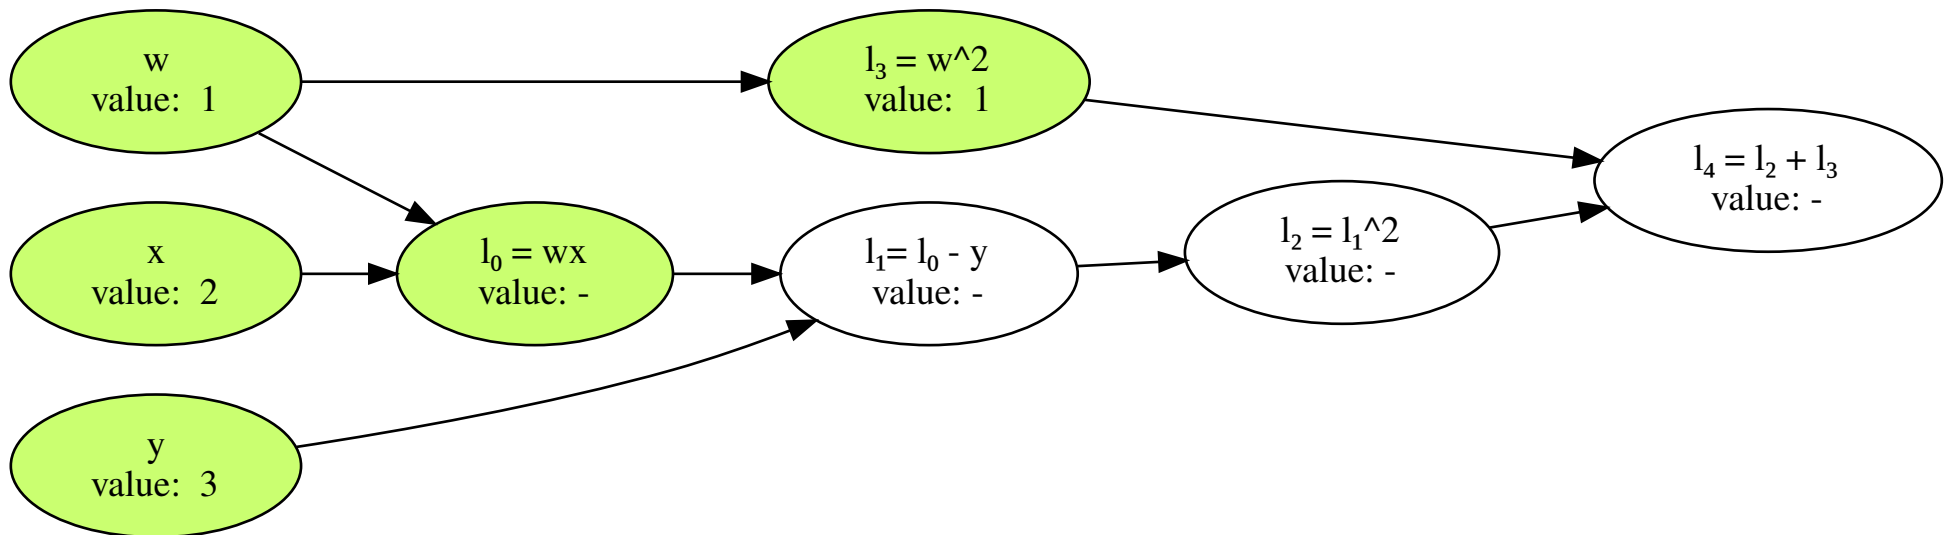 w
value: 1
l₃ = w^2
value: 1
l₄ = l₂ + l₃
value: -
x
value: 2
l₀ = wx
value: -
l₁= l₀ - y
value: -
l₂ = l₁^2
value: -
y
value: 3